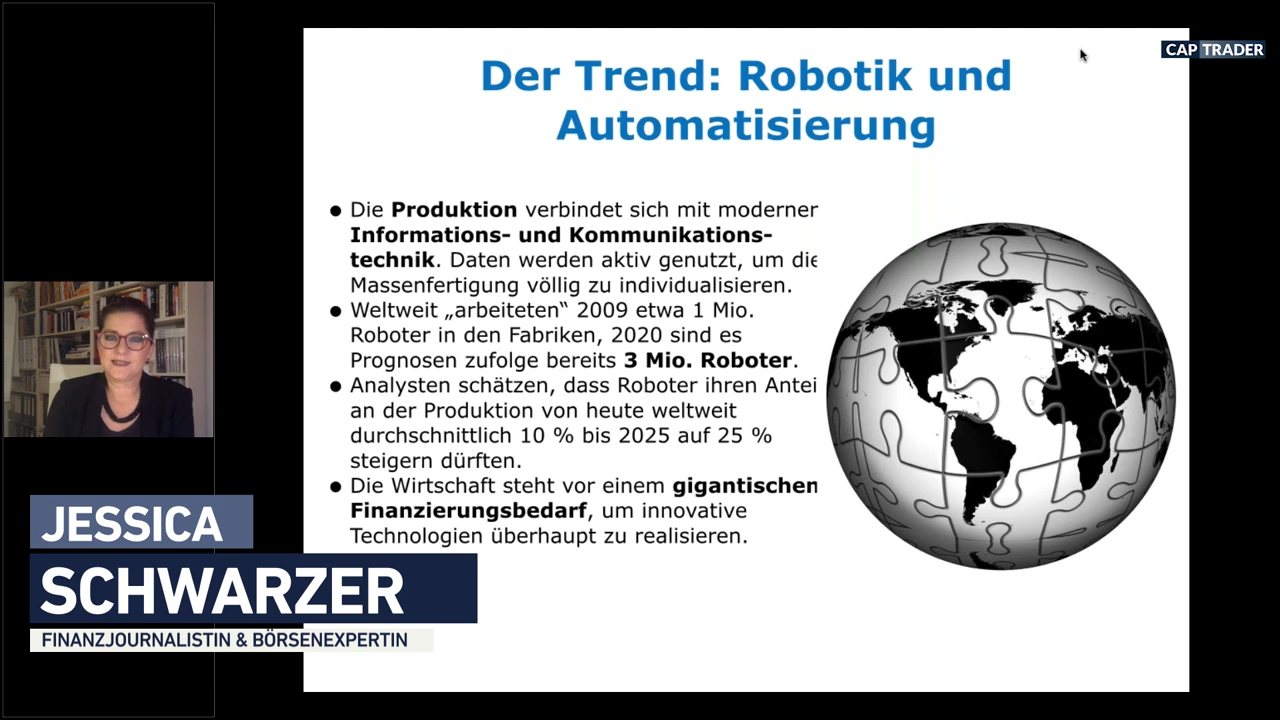 CAP TRADER
Der Trend: Robotik und
Automatisierung
● Die Produktion verbindet sich mit moderner
Informations- und Kommunikations-
technik. Daten werden aktiv genutzt, um die
Massenfertigung völlig zu individualisieren.
● Weltweit „arbeiteten“ 2009 etwa 1 Mio.
Roboter in den Fabriken, 2020 sind es
Prognosen zufolge bereits 3 Mio. Roboter.
● Analysten schätzen, dass Roboter ihren Antei
an der Produktion von heute weltweit
durchschnittlich 10 % bis 2025 auf 25 %
steigern dürften.
● Die Wirtschaft steht vor einem gigantischen
Finanzierungsbedarf, um innovative
Technologien überhaupt zu realisieren.
JESSICA
SCHWARZER
FINANZJOURNALISTIN & BÖRSENEXPERTIN